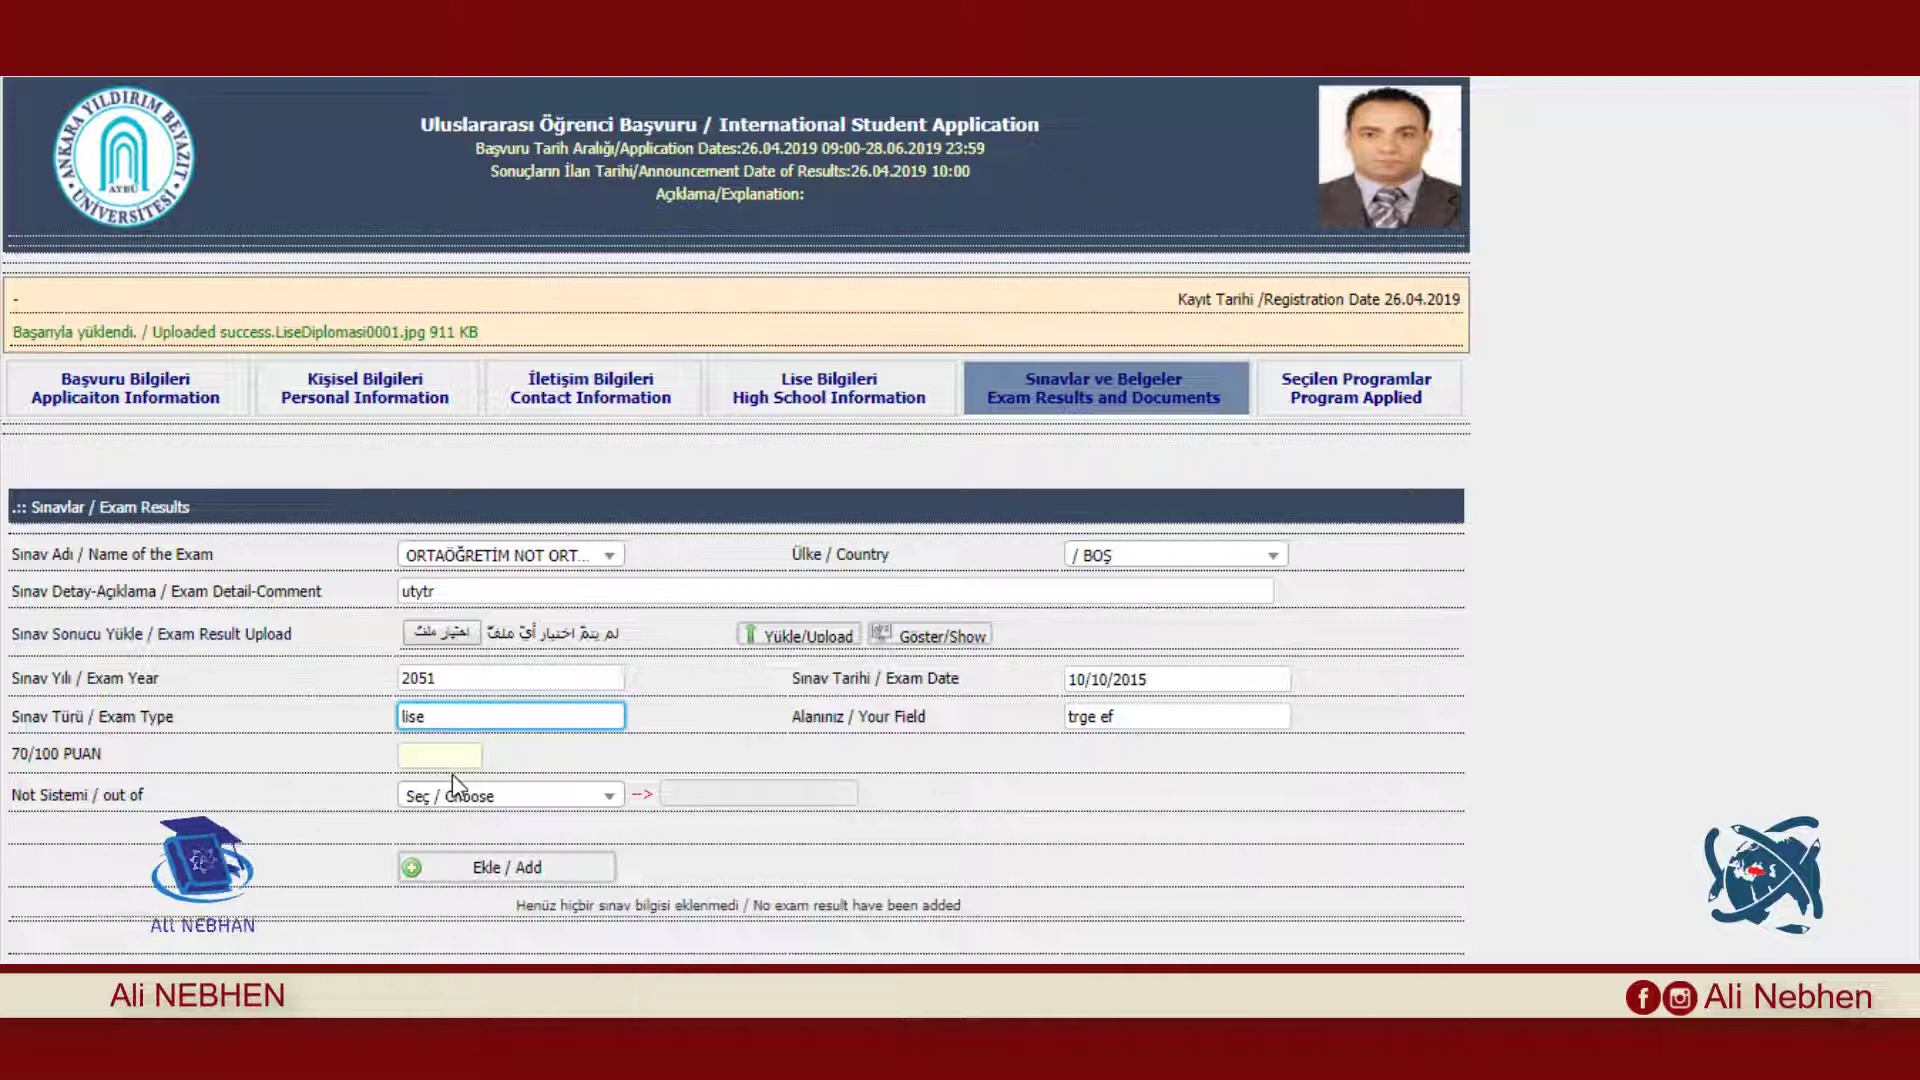 ANKARA YILDIRIM BEYAZIT ÜNİVERSİTESİ
AYBÜ
Uluslararası Öğrenci Başvuru / International Student Application
Başvuru Tarih Aralığı/Application Dates:26.04.2019 09:00-28.06.2019 23:59
Sonuçların İlan Tarihi/Announcement Date of Results:26.04.2019 10:00
Açıklama/Explanation:
-
Kayıt Tarihi /Registration Date 26.04.2019
Başarıyla yüklendi. / Uploaded success.LiseDiplomasi0001.jpg 911 KB
Başvuru Bilgileri
Applicaiton Information
Kişisel Bilgileri
Personal Information
İletişim Bilgileri
Contact Information
Lise Bilgileri
High School Information
Sınavlar ve Belgeler
Exam Results and Documents
Seçilen Programlar
Program Applied
.:: Sınavlar / Exam Results
Sınav Adı / Name of the Exam
ORTAÖĞRETİM NOT ORT...
Ülke / Country
/ BOŞ
Sınav Detay-Açıklama / Exam Detail-Comment
utytr
Sınav Sonucu Yükle / Exam Result Upload
اختيار ملف
لم يتمّ اختيار أيّ ملفّ
Yükle/Upload
Göster/Show
Sınav Yılı / Exam Year
2051
Sınav Tarihi / Exam Date
10/10/2015
Sınav Türü / Exam Type
lise
Alanınız / Your Field
trge ef
70/100 PUAN
Not Sistemi / out of
Seç / Choose
-->
Ekle / Add
Henüz hiçbir sınav bilgisi eklenmedi / No exam result have been added
Ali NEBHAN
Ali NEBHEN
Ali Nebhen